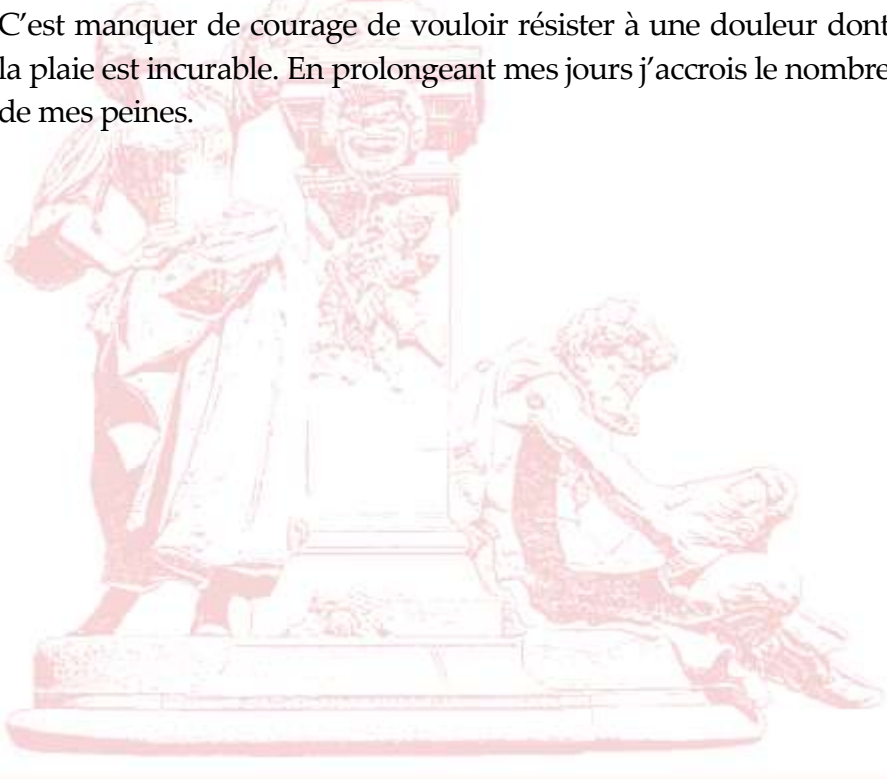 C’est manquer de courage de vouloir résister à une douleur dont
la plaie est incurable. En prolongeant mes jours j’accrois le nombre
de mes peines.